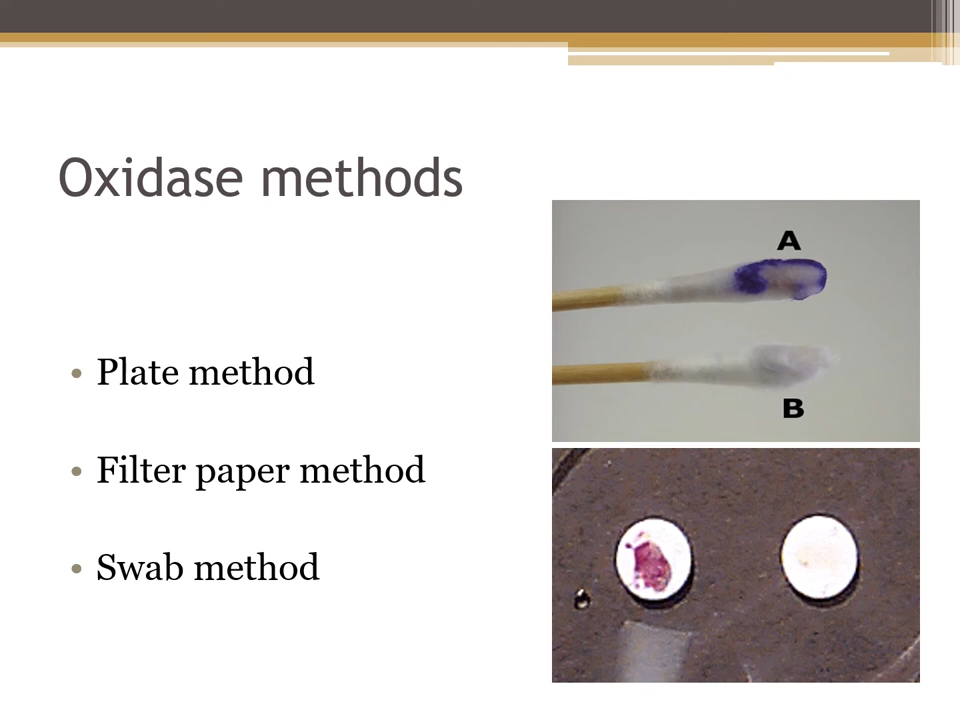 Oxidase methods
A
• Plate method
B
• Filter paper method
• Swab method